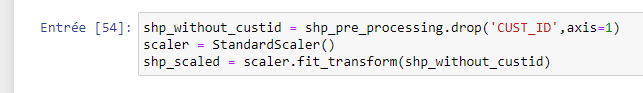 Entrée [54]: shp_without_custid = shp_pre_processing.drop('CUST_ID',axis=1)
scaler = StandardScaler()
shp_scaled = scaler.fit_transform(shp_without_custid)